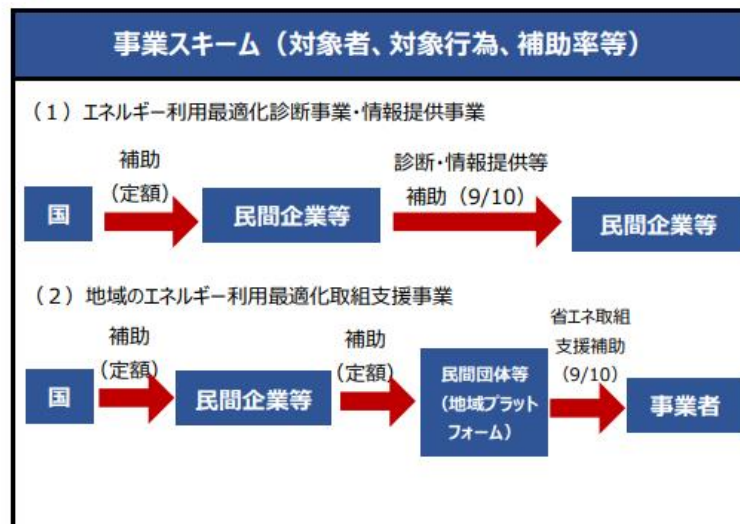 事業スキーム（対象者、対象行為、補助率等）
（１）エネルギー利用最適化診断事業・情報提供事業
補助
（定額）
診断・情報提供等
補助（9/10）
国
民間企業等
民間企業等
（２）地域のエネルギー利用最適化取組支援事業
補助
（定額）
補助
（定額）
省エネ取組
支援補助
（9/10）
国
民間企業等
民間団体等
（地域プラット
フォーム）
事業者